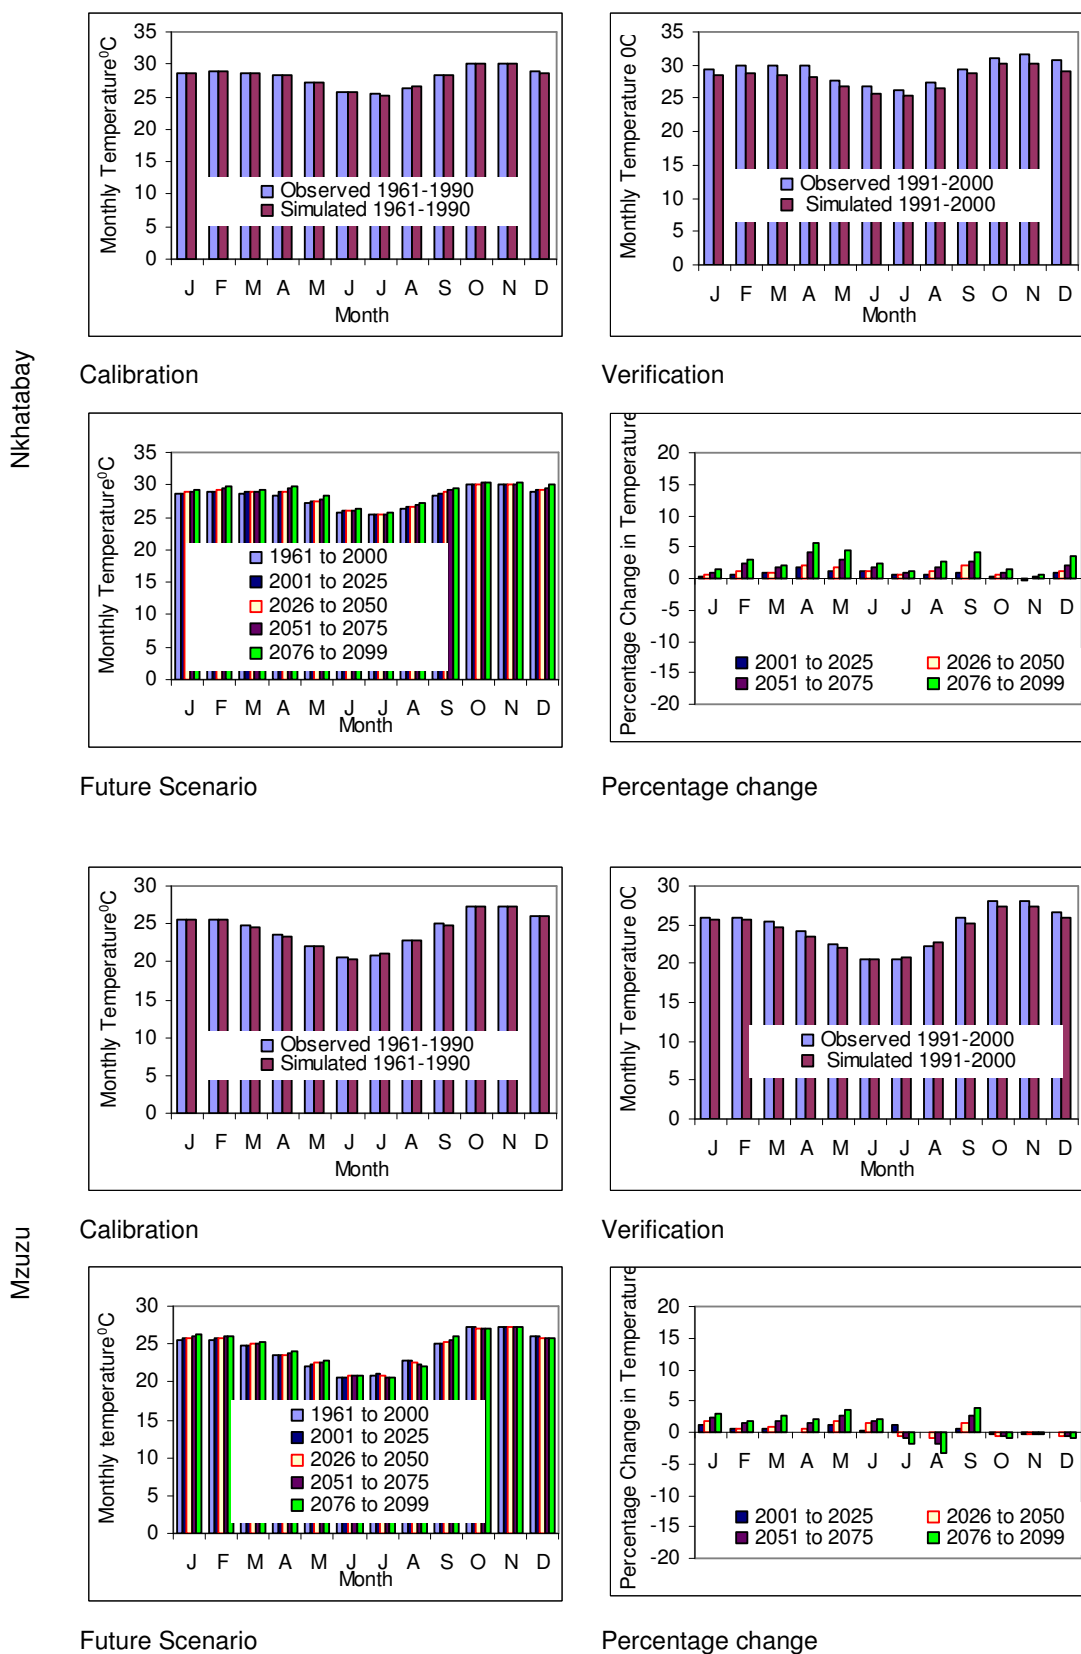 Nkhatabay
Monthly Temperature⁰C
35
30
25
20
15
10
5
0
Observed 1961-1990
Simulated 1961-1990
J F M A M J J A S O N D
Month
Calibration
Monthly Temperature 0C
35
30
25
20
15
10
5
0
Observed 1991-2000
Simulated 1991-2000
J F M A M J J A S O N D
Month
Verification
Monthly Temperature⁰C
35
30
25
20
15
10
5
0
1961 to 2000
2001 to 2025
2026 to 2050
2051 to 2075
2076 to 2099
J F M A M J J A S O N D
Month
Future Scenario
Percentage Change in Temperature
20
15
10
5
0
-5
-10
-15
-20
J F M A M J J A S O N D
2001 to 2025 2026 to 2050
2051 to 2075 2076 to 2099
Percentage change
Mzuzu
Monthly Temperature⁰C
30
25
20
15
10
5
0
Observed 1961-1990
Simulated 1961-1990
J F M A M J J A S O N D
Month
Calibration
Monthly Temperature 0C
30
25
20
15
10
5
0
Observed 1991-2000
Simulated 1991-2000
J F M A M J J A S O N D
Month
Verification
Monthly temperature⁰C
30
25
20
15
10
5
0
1961 to 2000
2001 to 2025
2026 to 2050
2051 to 2075
2076 to 2099
J F M A M J J A S O N D
Month
Future Scenario
Percentage Change in Temperature
20
15
10
5
0
-5
-10
-15
-20
J F M A M J J A S O N D
2001 to 2025 2026 to 2050
2051 to 2075 2076 to 2099
Percentage change